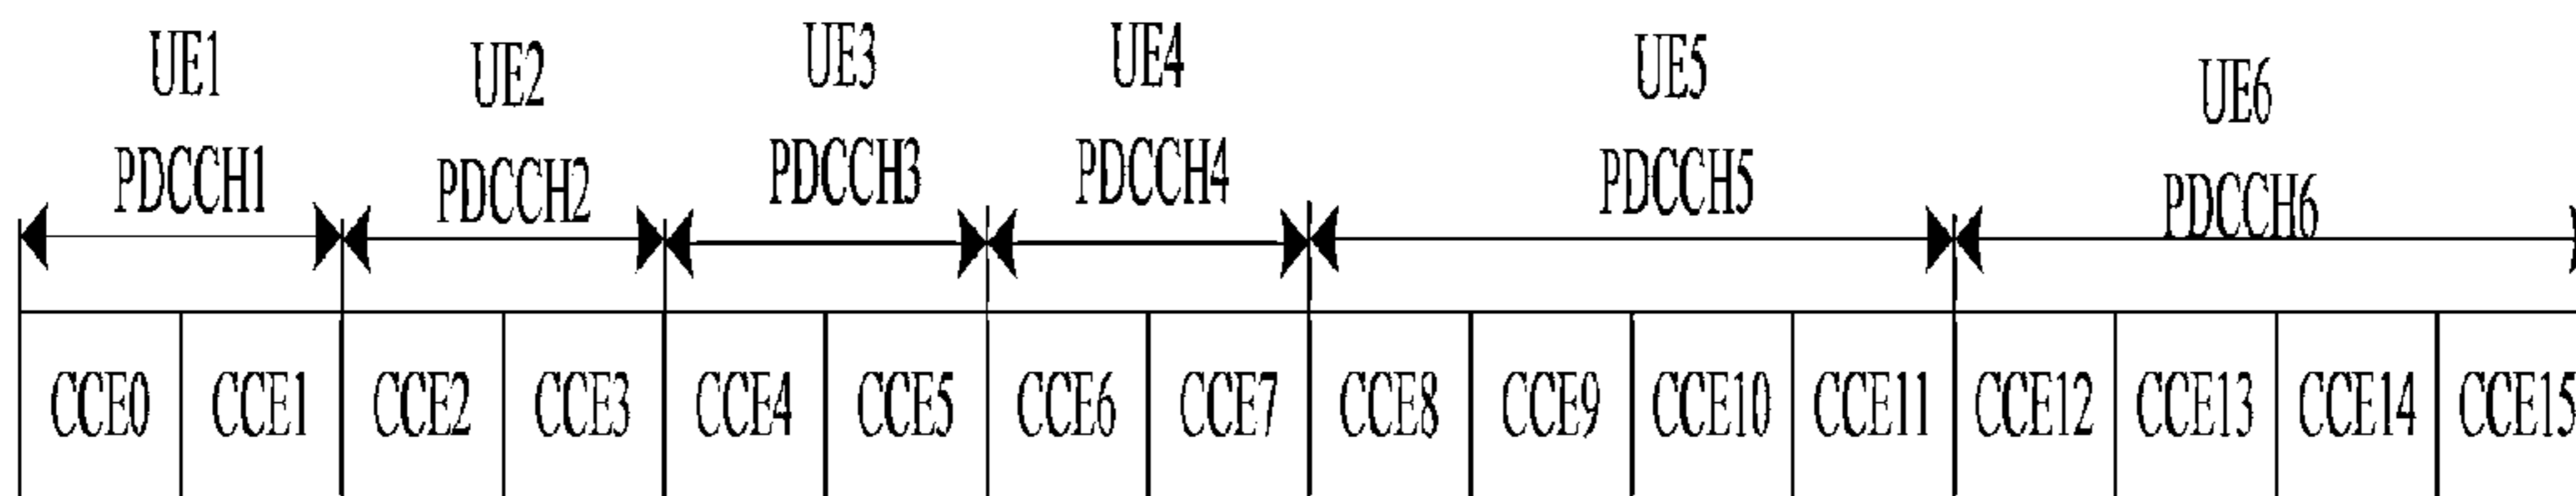 UE1
PDCCH1
UE2
PDCCH2
UE3
PDCCH3
UE4
PDCCH4
UE5
PDCCH5
UE6
PDCCH6
CCE0 CCE1 CCE2 CCE3 CCE4 CCE5 CCE6 CCE7 CCE8 CCE9 CCE10 CCE11 CCE12 CCE13 CCE14 CCE15